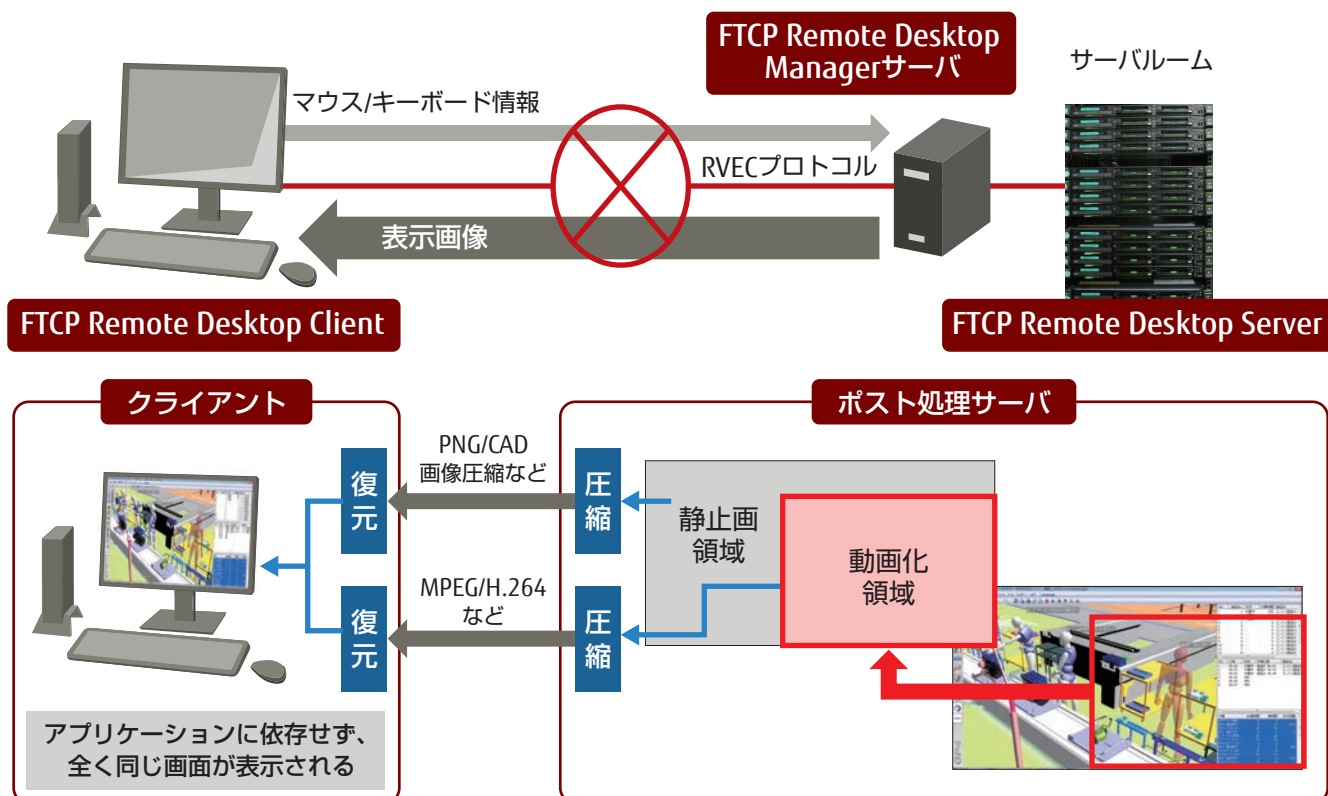 FTCP Remote Desktop
Managerサーバ
サーバルーム
マウス/キーボード情報
RVECプロトコル
表示画像
FTCP Remote Desktop Client
FTCP Remote Desktop Server
クライアント
ポスト処理サーバ
PNG/CAD
画像圧縮など
復元
圧縮
静止画
領域
動画化
領域
MPEG/H.264
など
復元
圧縮
アプリケーションに依存せず、
全く同じ画面が表示される